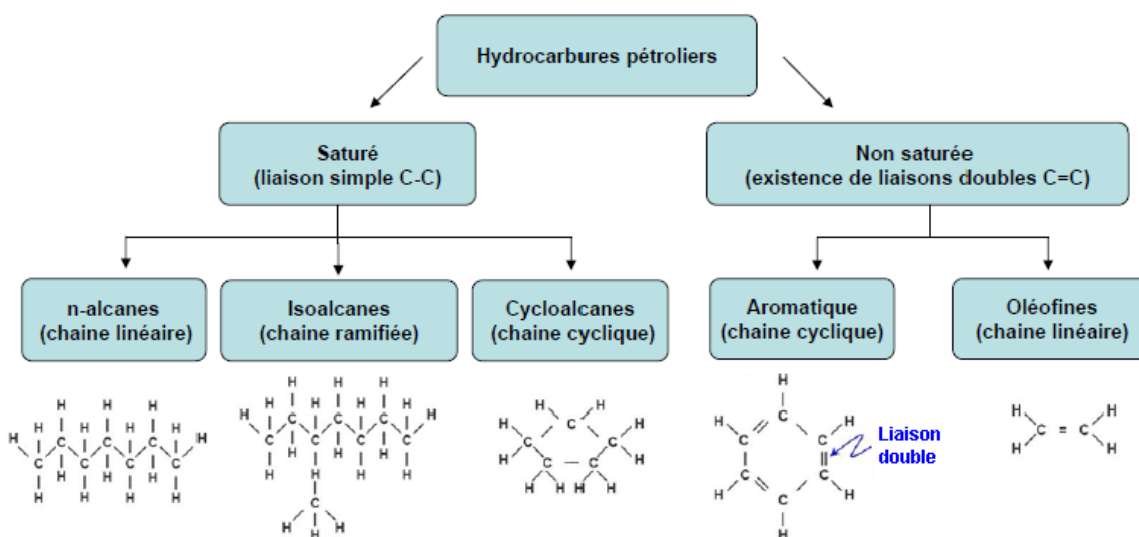 Hydrocarbures pétroliers
Saturé
(liaison simple C-C)
Non saturée
(existence de liaisons doubles C=C)
n-alcanes
(chaine linéaire)
Isoalcanes
(chaine ramifiée)
Cycloalcanes
(chaine cyclique)
Aromatique
(chaine cyclique)
Oléofines
(chaine linéaire)
Liaison
double